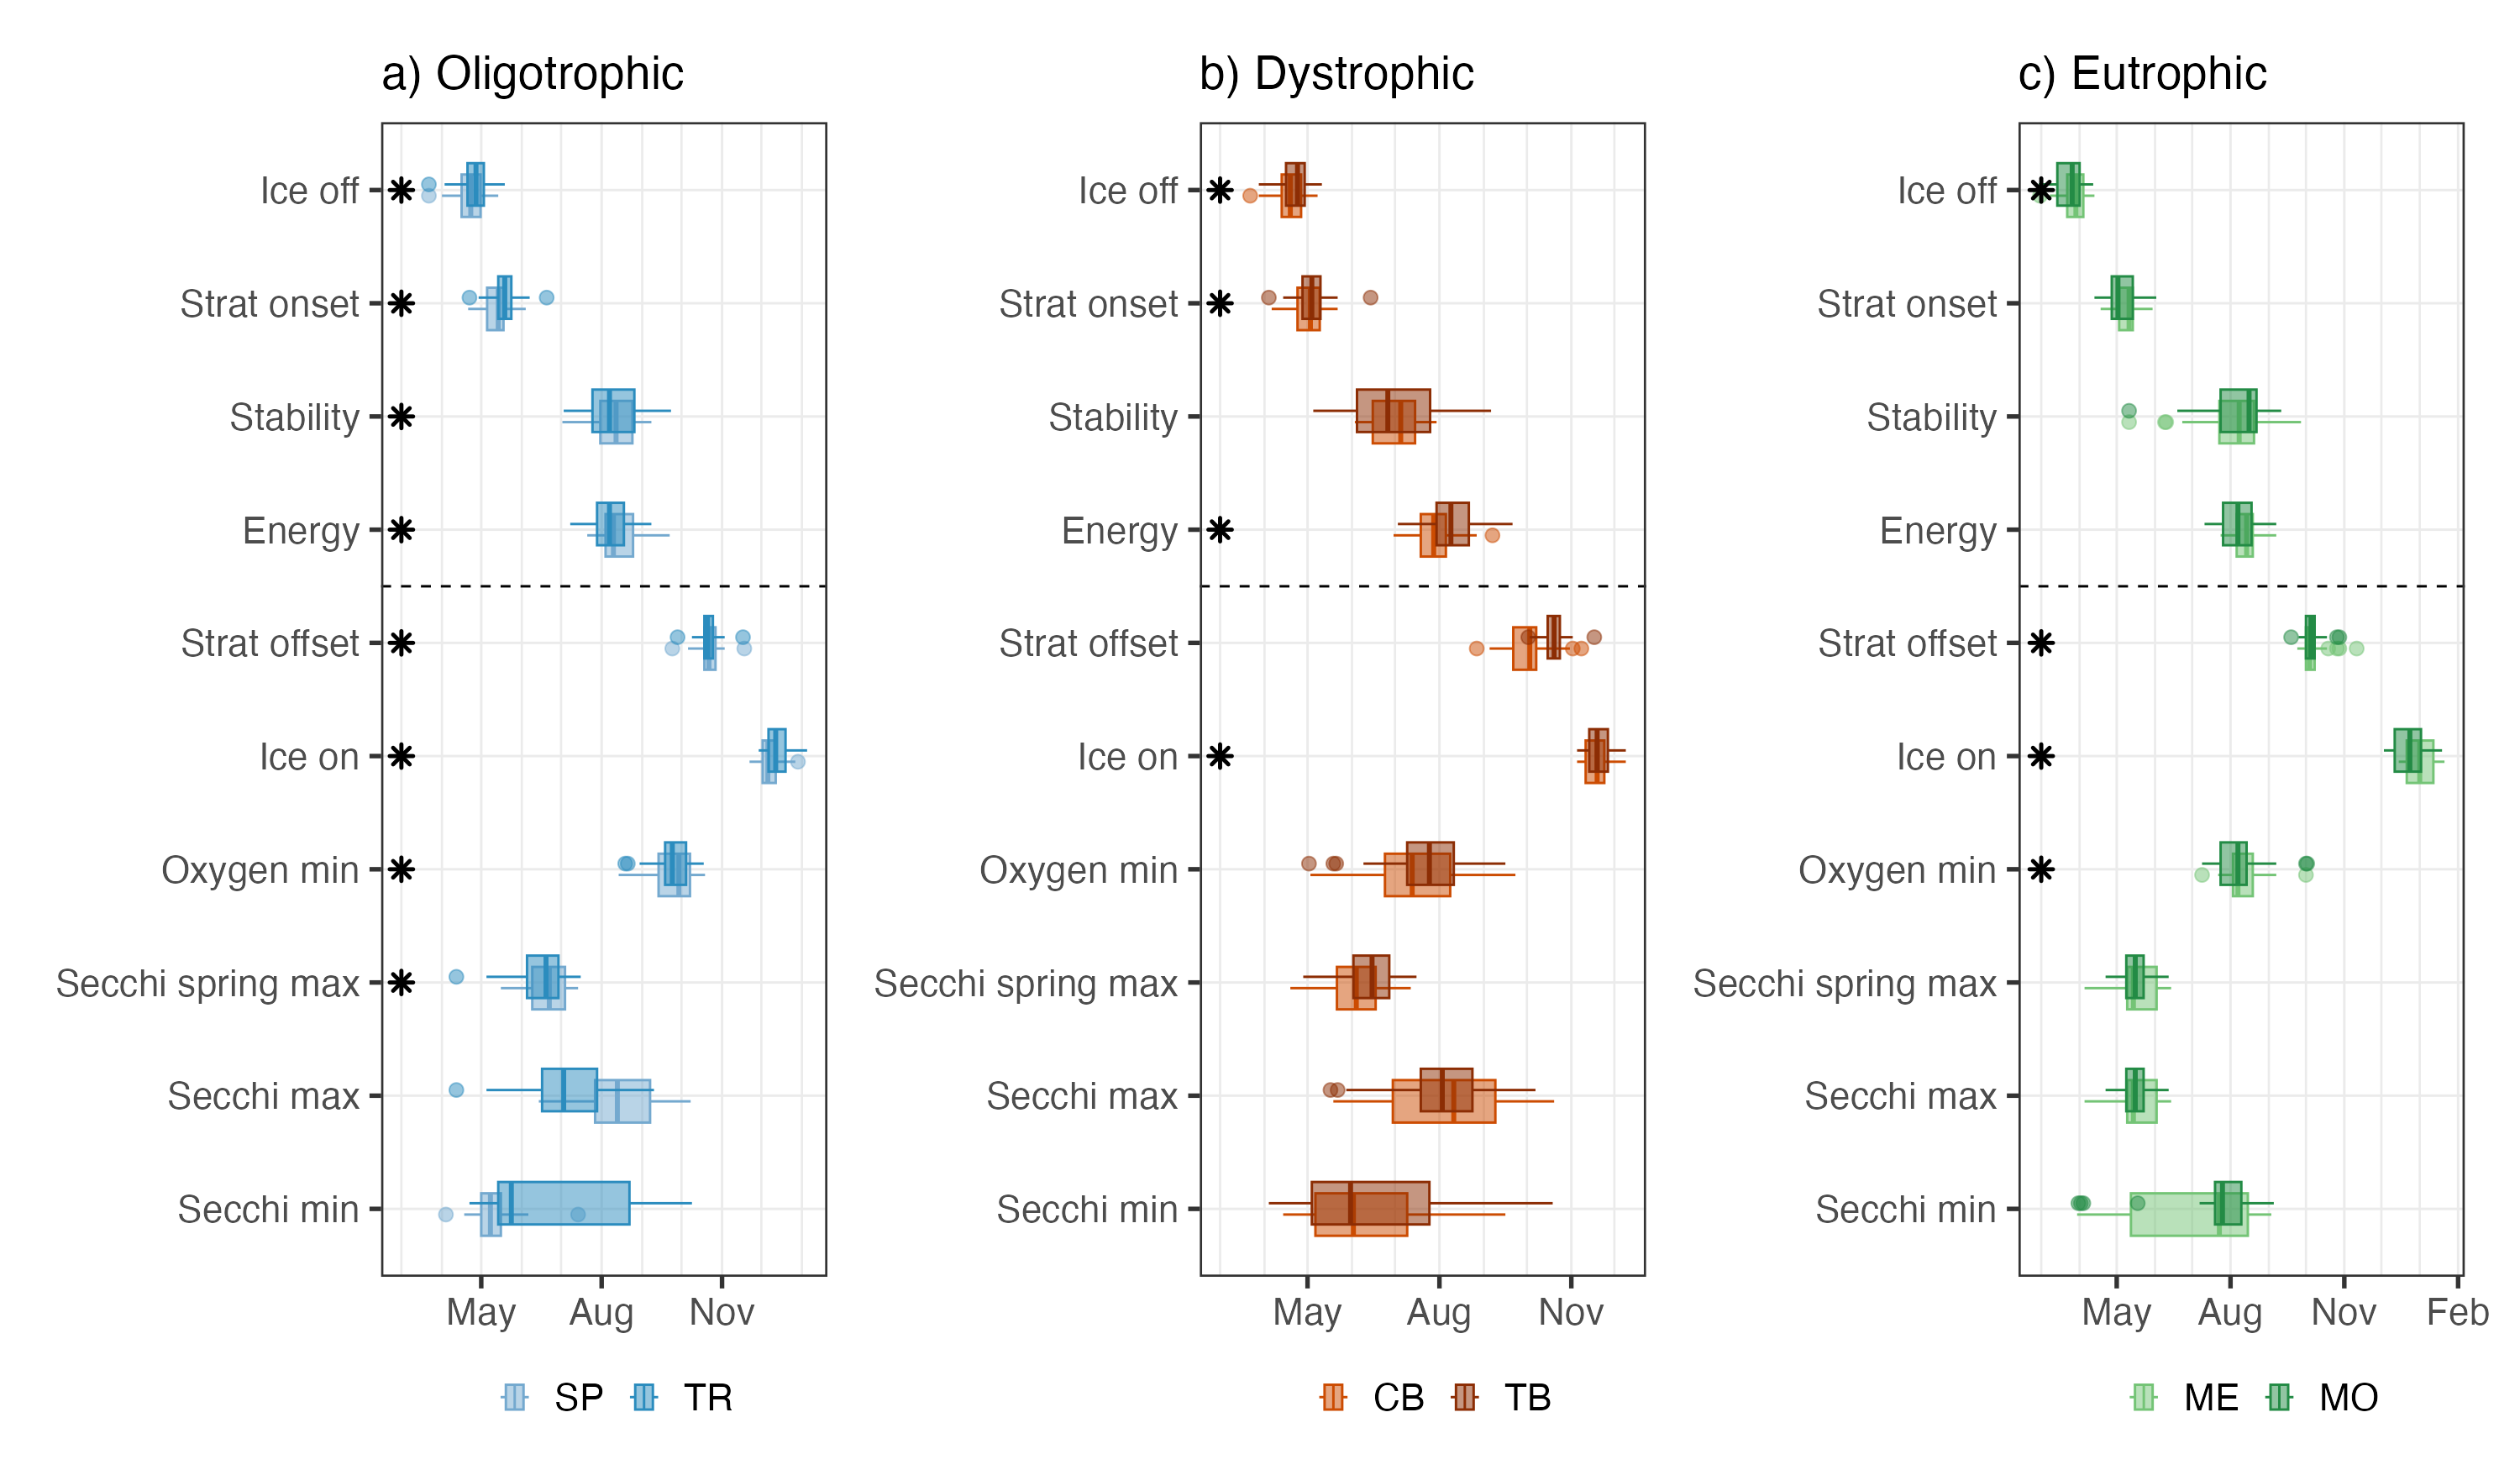 a) Oligotrophic
Ice off
Strat onset
Stability
Energy
Strat offset
Ice on
Oxygen min
Secchi spring max
Secchi max
Secchi min
May Aug Nov
SP TR
b) Dystrophic
Ice off
Strat onset
Stability
Energy
Strat offset
Ice on
Oxygen min
Secchi spring max
Secchi max
Secchi min
May Aug Nov
CB TB
c) Eutrophic
Ice off
Strat onset
Stability
Energy
Strat offset
Ice on
Oxygen min
Secchi spring max
Secchi max
Secchi min
May Aug Nov Feb
ME MO